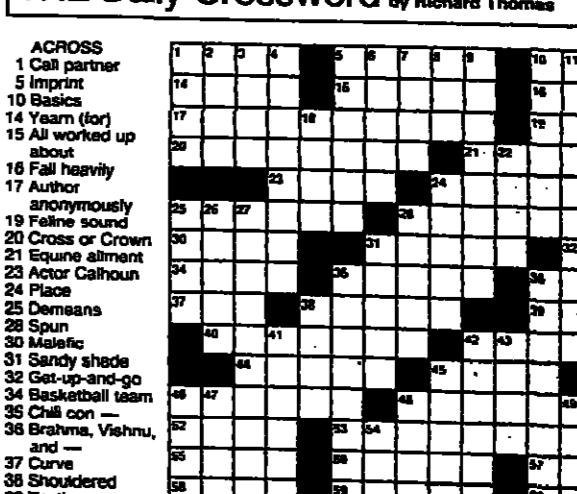 Daily Crossword by Richard Thomas
ACROSS
1 Call partner
5 Imprint
10 Basics
14 Yearn (for)
15 All worked up
about
16 Fall heavily
17 Author
anonymously
19 Feline sound
20 Cross or Crown
21 Equine ailment
23 Actor Calhoun
24 Place
25 Demeans
28 Spun
30 Malefic
31 Sandy shade
32 Get-up-and-go
34 Basketball team
35 Chili con —
36 Brahma, Vishnu,
and —
37 Curve
38 Shouldered
1 2 3 4 5 6 7 8 9 10 11
14 15 16
17 18 19
20 21 22
23 24
25 26 27 28
30 31 32
34 35 36
37 38 39
40 41 42 43
44 45
46 47 48 49
52 53 54
55 56 57
58 59